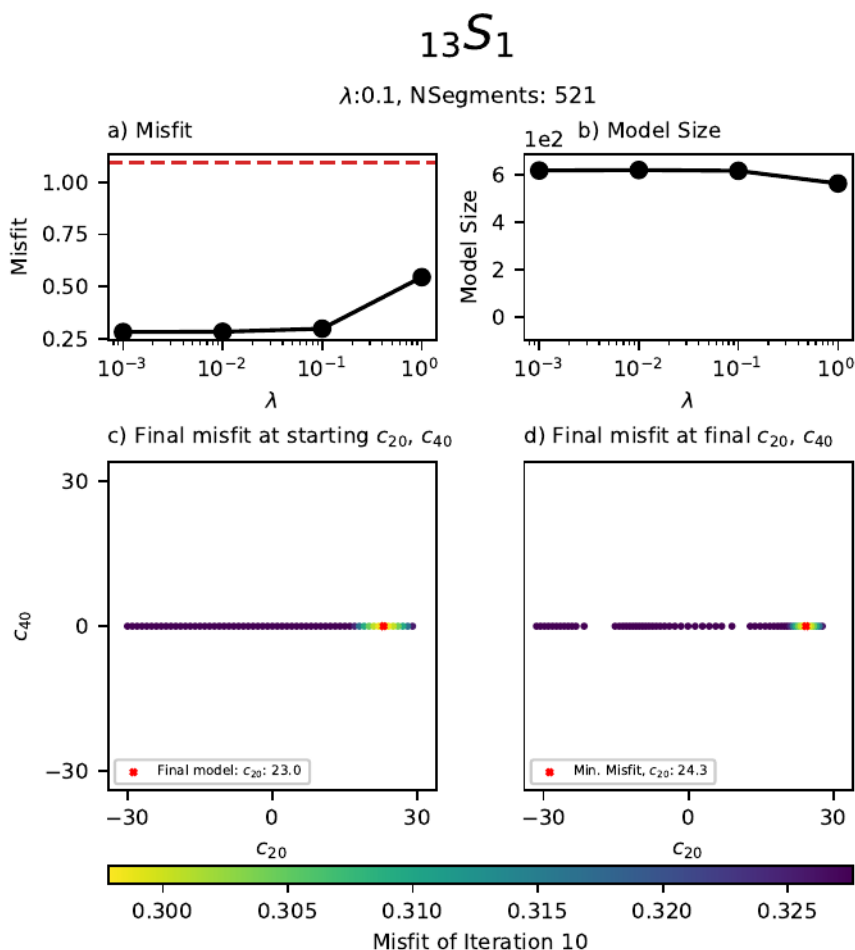 ₁₃S₁
λ:0.1, NSegments: 521
a) Misfit
b) Model Size
1e2
1.00
0.75
0.50
0.25
Misfit
10⁻³ 10⁻² 10⁻¹ 10⁰
λ
6
4
2
0
Model Size
10⁻³ 10⁻² 10⁻¹ 10⁰
λ
c) Final misfit at starting c₂₀, c₄₀
d) Final misfit at final c₂₀, c₄₀
30
0
−30
c₄₀
Final model: c₂₀: 23.0
Min. Misfit, c₂₀: 24.3
−30 0 30
−30 0 30
c₂₀
c₂₀
0.300 0.305 0.310 0.315 0.320 0.325
Misfit of Iteration 10